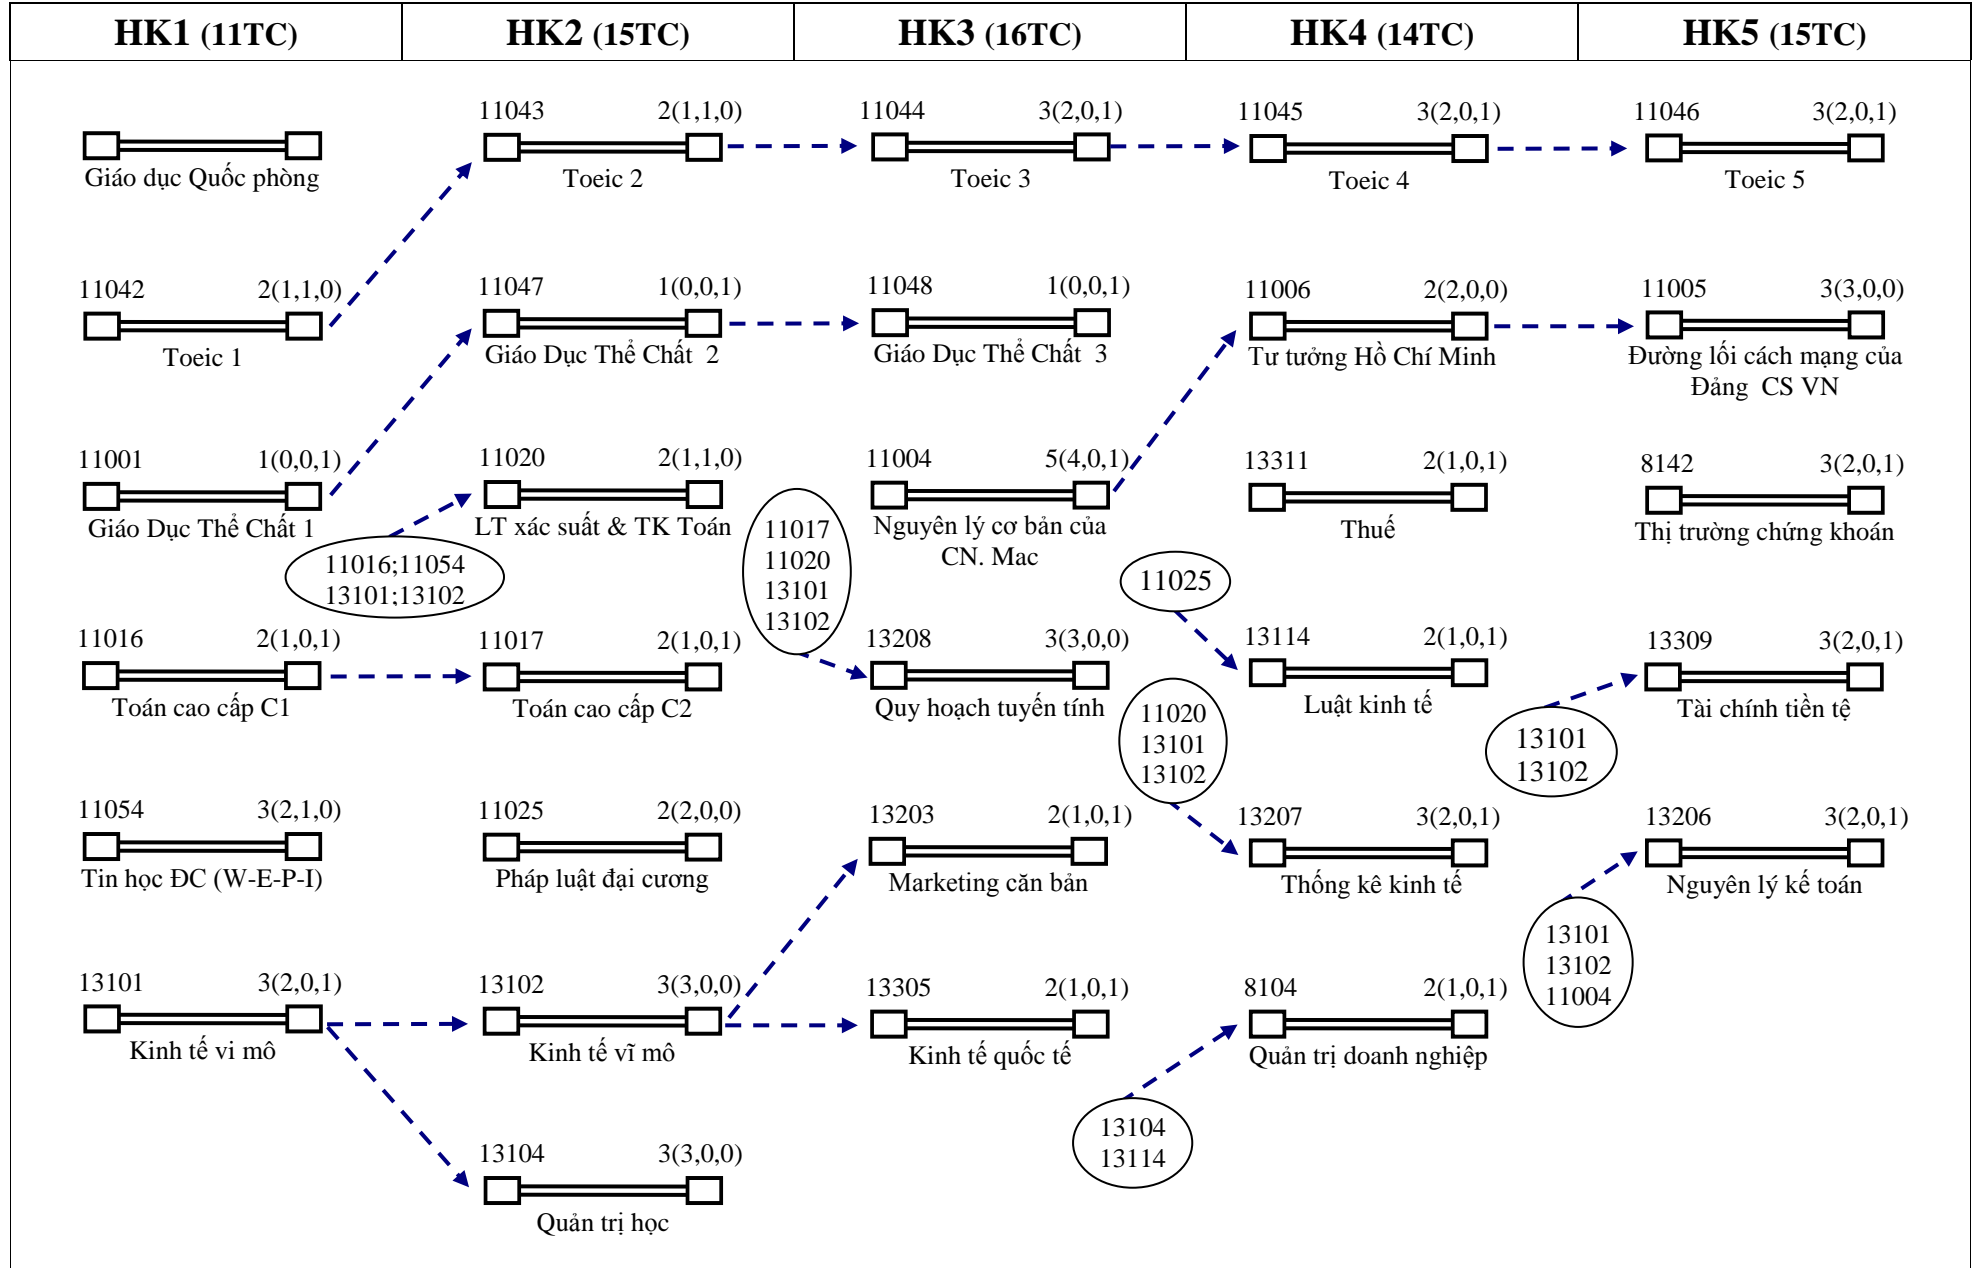 HK1 (11TC)
HK2 (15TC)
HK3 (16TC)
HK4 (14TC)
HK5 (15TC)
Giáo dục Quốc phòng
11043 2(1,1,0)
Toeic 2
11044 3(2,0,1)
Toeic 3
11045 3(2,0,1)
Toeic 4
11046 3(2,0,1)
Toeic 5
11042 2(1,1,0)
Toeic 1
11047 1(0,0,1)
Giáo Dục Thể Chất 2
11048 1(0,0,1)
Giáo Dục Thể Chất 3
11006 2(2,0,0)
Tư tưởng Hồ Chí Minh
11005 3(3,0,0)
Đường lối cách mạng của
Đảng CS VN
11001 1(0,0,1)
Giáo Dục Thể Chất 1
11020 2(1,1,0)
LT xác suất & TK Toán
11004 5(4,0,1)
Nguyên lý cơ bản của
CN. Mac
13311 2(1,0,1)
Thuế
8142 3(2,0,1)
Thị trường chứng khoán
11016;11054
13101;13102
11017
11020
13101
13102
11025
11016 2(1,0,1)
Toán cao cấp C1
11017 2(1,0,1)
Toán cao cấp C2
13208 3(3,0,0)
Quy hoạch tuyến tính
13114 2(1,0,1)
Luật kinh tế
13309 3(2,0,1)
Tài chính tiền tệ
11020
13101
13102
13101
13102
11054 3(2,1,0)
Tin học ĐC (W-E-P-I)
11025 2(2,0,0)
Pháp luật đại cương
13203 2(1,0,1)
Marketing căn bản
13207 3(2,0,1)
Thống kê kinh tế
13206 3(2,0,1)
Nguyên lý kế toán
13101
13102
11004
13101 3(2,0,1)
Kinh tế vi mô
13102 3(3,0,0)
Kinh tế vĩ mô
13305 2(1,0,1)
Kinh tế quốc tế
8104 2(1,0,1)
Quản trị doanh nghiệp
13104
13114
13104 3(3,0,0)
Quản trị học